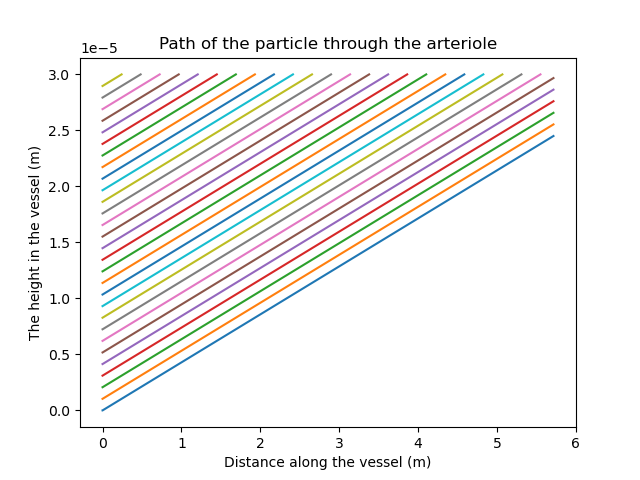 Path of the particle through the arteriole
1e−5
3.0
2.5
2.0
1.5
1.0
0.5
0.0
The height in the vessel (m)
0 1 2 3 4 5 6
Distance along the vessel (m)